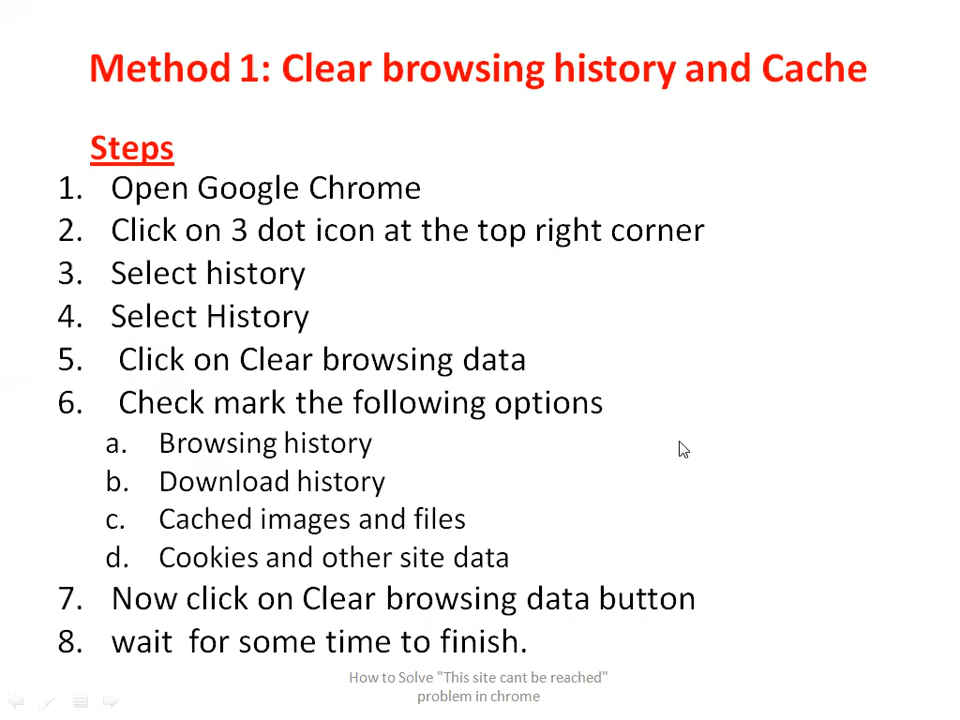 Method 1: Clear browsing history and Cache
Steps
1. Open Google Chrome
2. Click on 3 dot icon at the top right corner
3. Select history
4. Select History
5. Click on Clear browsing data
6. Check mark the following options
a. Browsing history
b. Download history
c. Cached images and files
d. Cookies and other site data
7. Now click on Clear browsing data button
8. wait for some time to finish.
How to Solve "This site cant be reached"
problem in chrome